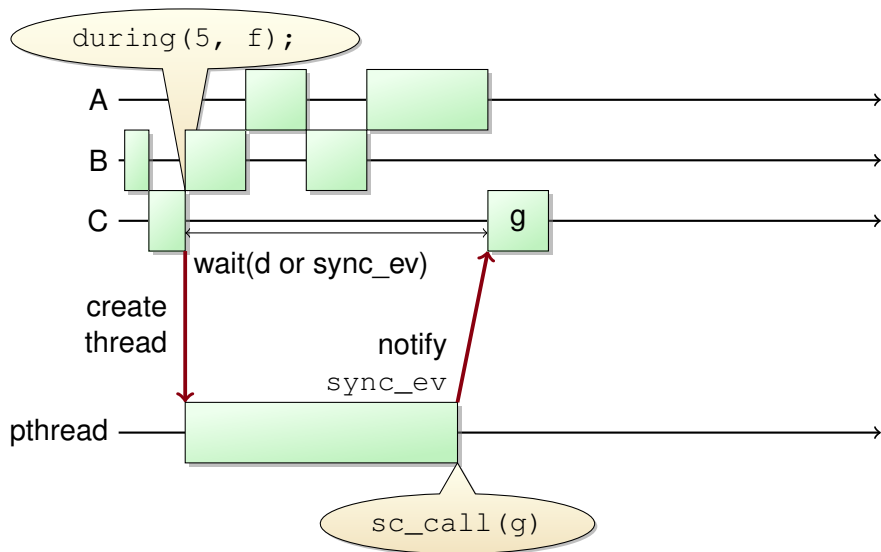 during(5, f);
A
B
C
g
wait(d or sync_ev)
create
thread
notify
sync_ev
pthread
sc_call(g)